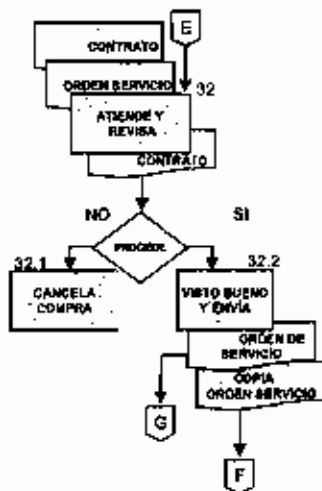 E
CONTRATO
ORDEN SERVICIO
32
ATIENDE Y
REVISA
CONTRATO
NO
SI
PROCEDE
32.1
32.2
CANCELA
COMPRA
VISTO BUENO
Y ENVÍA
ORDEN DE
SERVICIO
COPIA
ORDEN SERVICIO
G
F